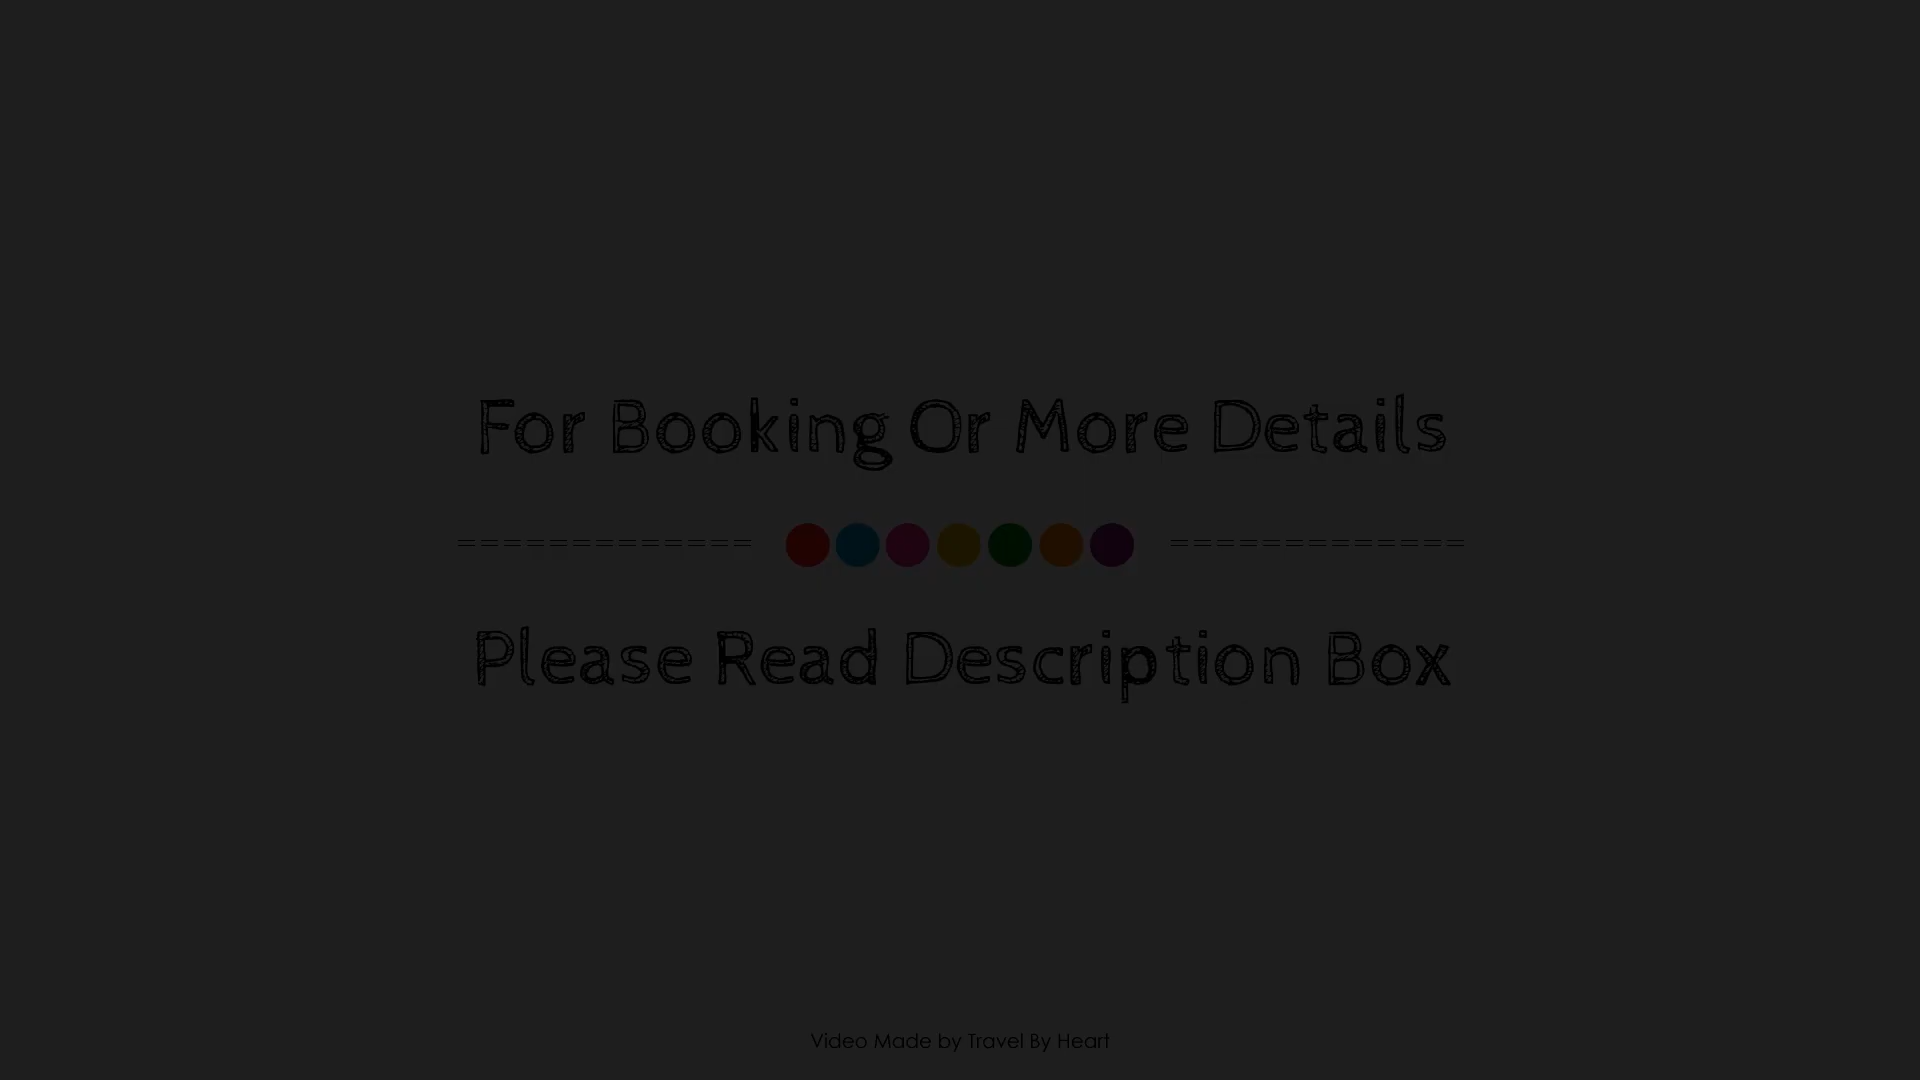 For Booking Or More Details
============= =============
Please Read Description Box
Video Made by Travel By Heart